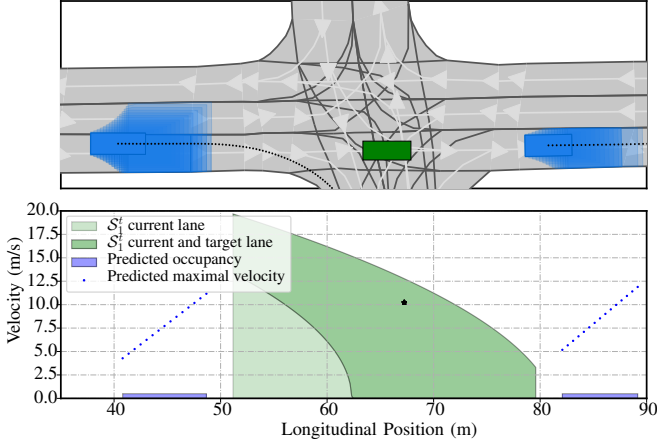 20.0
17.5
15.0
12.5
10.0
7.5
5.0
2.5
0.0
Velocity (m/s)
S₁ᵗ current lane
S₁ᵗ current and target lane
Predicted occupancy
Predicted maximal velocity
40 50 60 70 80 90
Longitudinal Position (m)